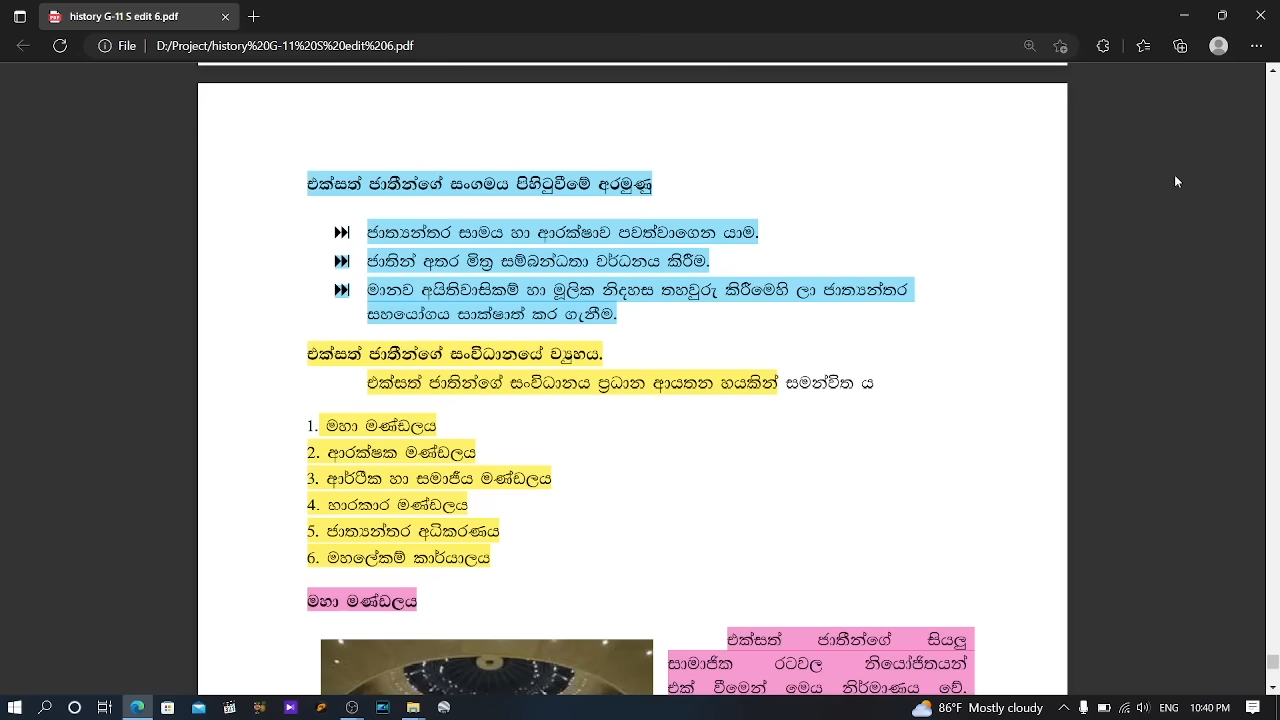 history G-11 S edit 6.pdf
File
D:/Project/history%20G-11%20S%20edit%206.pdf
එක්සත් ජාතීන්ගේ සංගමය පිහිටුවීමේ අරමුණු
ජාත්‍යන්තර සාමය හා ආරක්ෂාව පවත්වාගෙන යාම.
ජාතීන් අතර මිත්‍ර සම්බන්ධතා වර්ධනය කිරීම.
මානව අයිතිවාසිකම් හා මූලික නිදහස තහවුරු කිරීමෙහි ලා ජාත්‍යන්තර
සහයෝගය සාක්ෂාත් කර ගැනීම.
එක්සත් ජාතීන්ගේ සංවිධානයේ ව්‍යුහය.
එක්සත් ජාතින්ගේ සංවිධානය ප්‍රධාන ආයතන හයකින් සමන්විත ය
1. මහා මණ්ඩලය
2. ආරක්ෂක මණ්ඩලය
3. ආර්ථික හා සමාජීය මණ්ඩලය
4. භාරකාර මණ්ඩලය
5. ජාත්‍යන්තර අධිකරණය
6. මහලේකම් කාර්යාලය
මහා මණ්ඩලය
එක්සත් ජාතීන්ගේ සියලු
සාමාජික රටවල නියෝජිතයන්
එක් වීමෙන් මෙය නිර්මාණය වේ.
86°F Mostly cloudy
ENG
10:40 PM